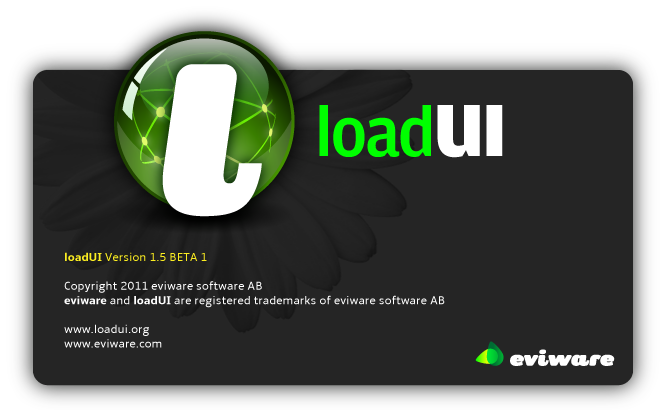 loadUI
loadUI Version 1.5 BETA 1
Copyright 2011 eviware software AB
eviware and loadUI are registered trademarks of eviware software AB
www.loadui.org
www.eviware.com
eviware